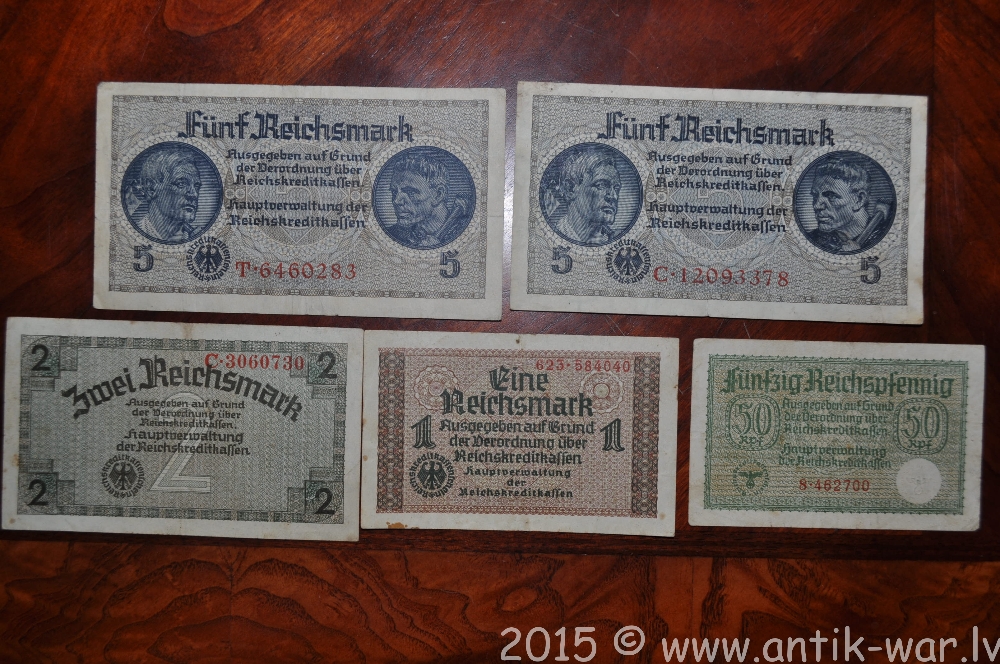 Fünf Reichsmark
Ausgegeben auf Grund
der Verordnung über
Reichskreditkassen.
Hauptverwaltung der
Reichskreditkassen
5
5
T·6460283
Fünf Reichsmark
Ausgegeben auf Grund
der Verordnung über
Reichskreditkassen.
Hauptverwaltung der
Reichskreditkassen
5
5
C·12093378
2
C·3060730
2
Zwei Reichsmark
Ausgegeben auf Grund
der Verordnung über
Reichskreditkassen.
Hauptverwaltung
der Reichskreditkassen
2
2
2
623·584040
Eine
Reichsmark
1
1
Ausgegeben auf Grund
der Verordnung über
Reichskreditkassen
Hauptverwaltung
der
Reichskreditkassen
Fünfzig Reichspfennig
50
Rpf
50
Rpf
Ausgegeben auf Grund
der Verordnung über
Reichskreditkassen.
Hauptverwaltung
der Reichskreditkassen
8·462700
2015 © www.antik-war.lv